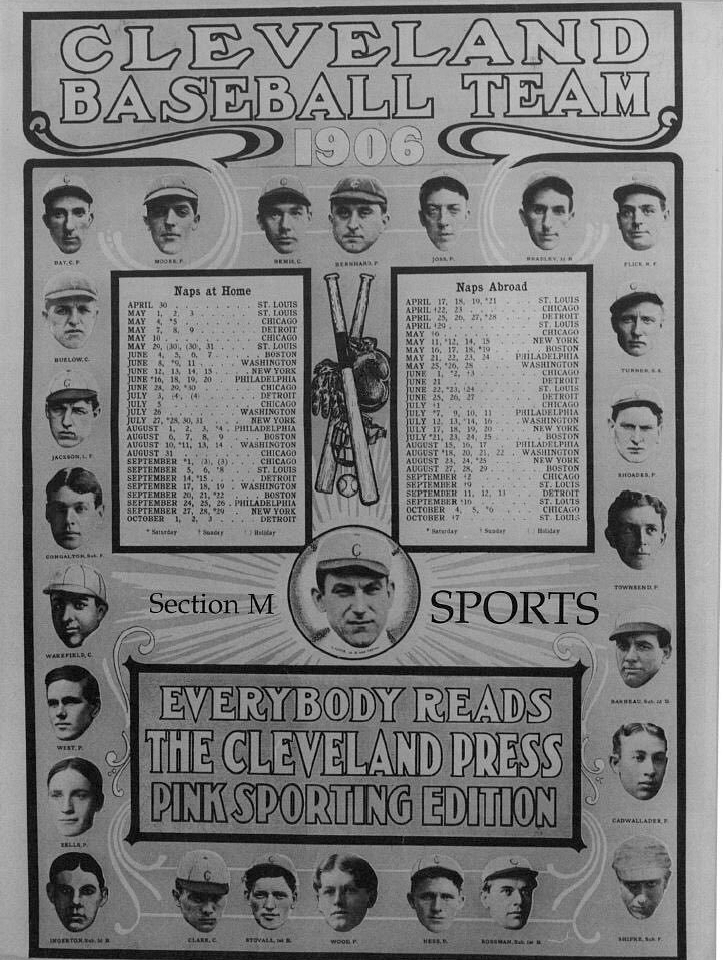 CLEVELAND
BASEBALL TEAM
1906
BAY, C. F.
MOORE, P.
BEMIS, C.
BERNHARD, P.
JOSS, P.
BRADLEY, 3d B.
FLICK, R. F.
BUELOW, C.
JACKSON, L. F.
CONGALTON, Sub. F.
WAKEFIELD, C.
WEST, P.
EELLS, P.
INGERTON, Sub. 3d B.
TURNER, S.S.
RHOADES, P.
TOWNSEND, P.
BARBEAU, Sub. 3d B.
CADWALLADER, P.
SHIPKE, Sub. F.
Naps at Home
APRIL 30 . . . . ST. LOUIS
MAY 1, 2, 3 . . . . ST. LOUIS
MAY 4, *5 . . . . CHICAGO
MAY 7, 8, 9 . . . . DETROIT
MAY 10 . . . . CHICAGO
MAY 29, (30), (30), 31 . . ST. LOUIS
JUNE 4, 5, 6, 7 . . . BOSTON
JUNE 8, *9, 11 . . WASHINGTON
JUNE 12, 13, 14, 15 . . NEW YORK
JUNE *16, 18, 19, 20 PHILADELPHIA
JUNE 28, 29, *30 . . . CHICAGO
JULY 3, (4), (4) . . . DETROIT
JULY 5 . . . . CHICAGO
JULY 26 . . . . WASHINGTON
JULY 27, *28, 30, 31 . . NEW YORK
AUGUST 1, 2, 3, *4 . PHILADELPHIA
AUGUST 6, 7, 8, 9 . . BOSTON
AUGUST 10, *11, 13, 14 . WASHINGTON
AUGUST 31 . . . . CHICAGO
SEPTEMBER *1, (3), (3) . . CHICAGO
SEPTEMBER 5, 6, *8 . . ST. LOUIS
SEPTEMBER 14, *15 . . . DETROIT
SEPTEMBER 17, 18, 19 . WASHINGTON
SEPTEMBER 20, 21, *22 . . BOSTON
SEPTEMBER 24, 25, 26 . PHILADELPHIA
SEPTEMBER 27, 28, *29 . NEW YORK
OCTOBER 1, 2, 3 . . . DETROIT
* Saturday † Sunday ( ) Holiday
Naps Abroad
APRIL 17, 18, 19, *21 . ST. LOUIS
APRIL †22, 23 . . . CHICAGO
APRIL 25, 26, 27, *28 . DETROIT
APRIL †29 . . . . ST. LOUIS
MAY †6 . . . . CHICAGO
MAY 11, *12, 14, 15 . NEW YORK
MAY 16, 17, 18, *19 . BOSTON
MAY 21, 22, 23, 24 PHILADELPHIA
MAY 25, *26, 28 . WASHINGTON
JUNE 1, *2, †3 . . CHICAGO
JUNE 21 . . . . DETROIT
JUNE 22, *23, †24 . . ST. LOUIS
JUNE 25, 26, 27 . . DETROIT
JULY †1 . . . . CHICAGO
JULY *7, 9, 10, 11 PHILADELPHIA
JULY 12, 13, *14, 16 . WASHINGTON
JULY 17, 18, 19, 20 . NEW YORK
JULY *21, 23, 24, 25 . BOSTON
AUGUST 15, 16, 17 PHILADELPHIA
AUGUST *18, 20, 21, 22 WASHINGTON
AUGUST 23, 24, *25 . NEW YORK
AUGUST 27, 28, 29 . BOSTON
SEPTEMBER †2 . . CHICAGO
SEPTEMBER †9 . . ST. LOUIS
SEPTEMBER 11, 12, 13 . DETROIT
SEPTEMBER †16 . . ST. LOUIS
OCTOBER 4, 5, *6 . CHICAGO
OCTOBER †7 . . . ST. LOUIS
* Saturday † Sunday ( ) Holiday
Section M
SPORTS
EVERYBODY READS
THE CLEVELAND PRESS
PINK SPORTING EDITION
CLARK, C.
STOVALL, 1st B.
WOOD, P.
HESS, P.
ROSSMAN, Sub. 1st B.